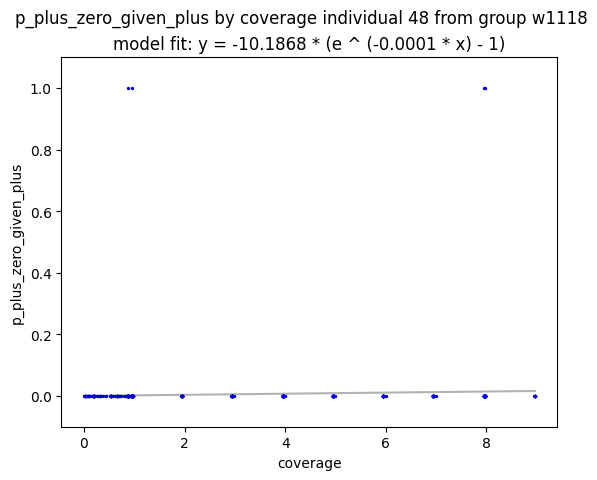 p_plus_zero_given_plus by coverage individual 48 from group w1118
model fit: y = -10.1868 * (e ^ (-0.0001 * x) - 1)
1.0
0.8
0.6
0.4
0.2
0.0
p_plus_zero_given_plus
0 2 4 6 8
coverage